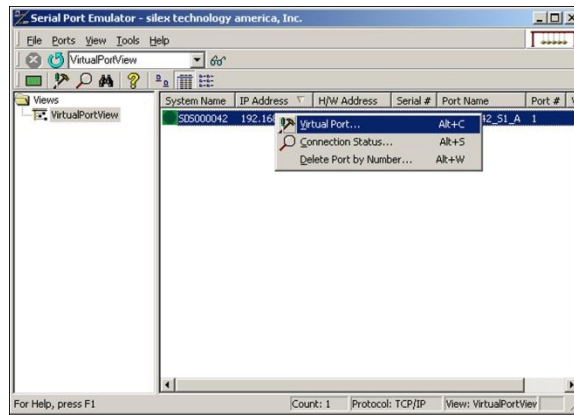 Serial Port Emulator - silex technology america, Inc.
File Ports View Tools Help
VirtualPortView
Views
VirtualPortView
System Name IP Address H/W Address Serial # Port Name Port #
SDS000042 192.168 42_S1_A 1
Virtual Port... Alt+C
Connection Status... Alt+S
Delete Port by Number... Alt+W
For Help, press F1 Count: 1 Protocol: TCP/IP View: VirtualPortView